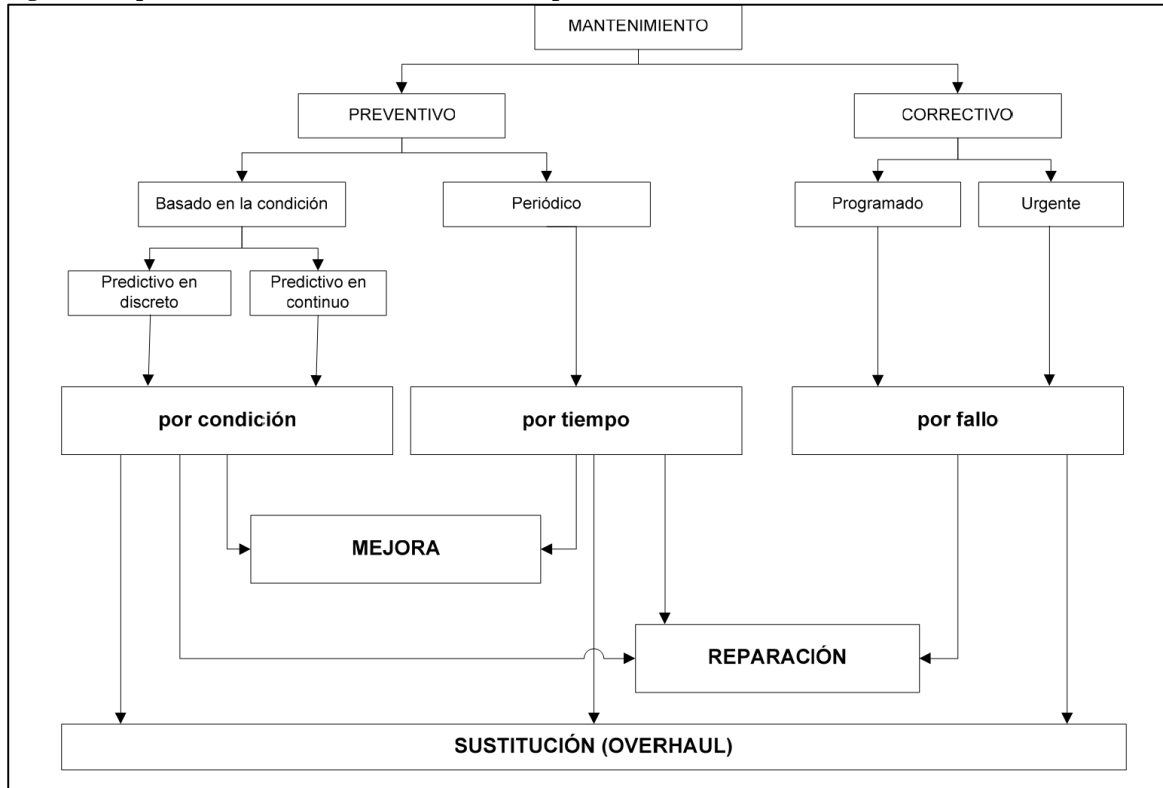 MANTENIMIENTO
PREVENTIVO
CORRECTIVO
Basado en la condición
Periódico
Programado
Urgente
Predictivo en
discreto
Predictivo en
continuo
por condición
por tiempo
por fallo
MEJORA
REPARACIÓN
SUSTITUCIÓN (OVERHAUL)